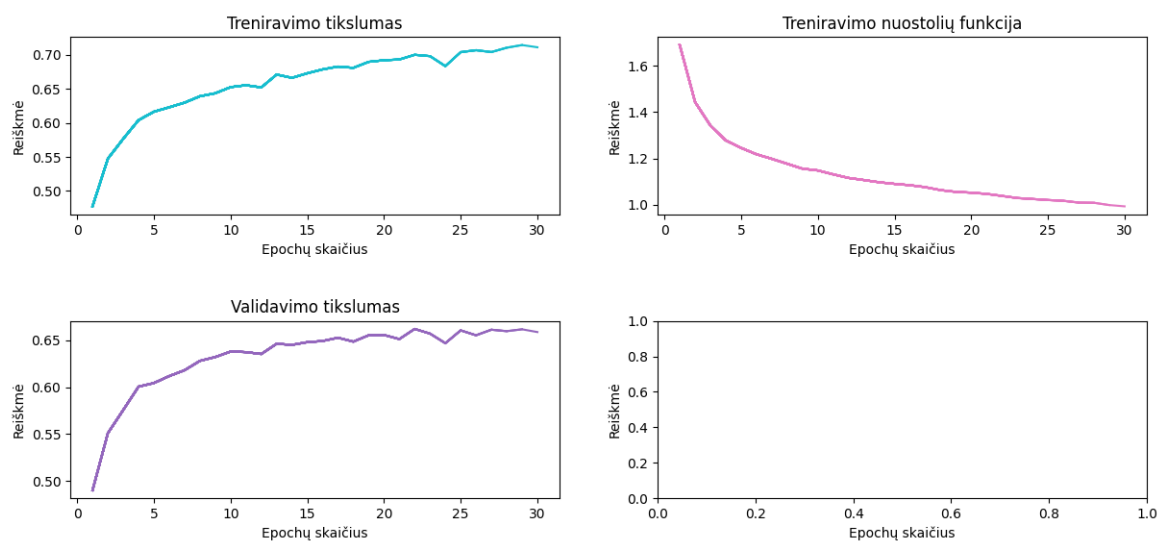 Treniravimo tikslumas
Reiškmė
0.70
0.65
0.60
0.55
0.50
0 5 10 15 20 25 30
Epochų skaičius
Treniravimo nuostolių funkcija
Reiškmė
1.6
1.4
1.2
1.0
0 5 10 15 20 25 30
Epochų skaičius
Validavimo tikslumas
Reiškmė
0.65
0.60
0.55
0.50
0 5 10 15 20 25 30
Epochų skaičius
Reiškmė
1.0
0.8
0.6
0.4
0.2
0.0
0.0 0.2 0.4 0.6 0.8 1.0
Epochų skaičius